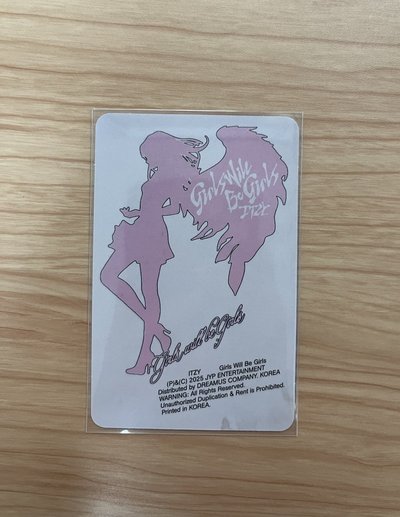 Girls Will
Be Girls
ITZY
Girls will be Girls
ITZY Girls Will Be Girls
(P)&(C) 2025 JYP ENTERTAINMENT
Distributed by DREAMUS COMPANY. KOREA
WARNING: All Rights Reserved.
Unauthorized Duplication & Rent is Prohibited.
Printed in KOREA.